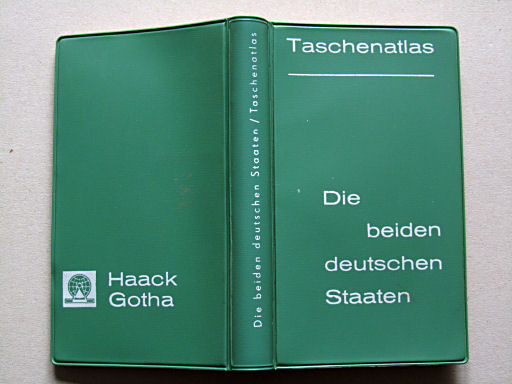 Taschenatlas
Die
beiden
deutschen
Staaten
Die beiden deutschen Staaten / Taschenatlas
Haack
Gotha